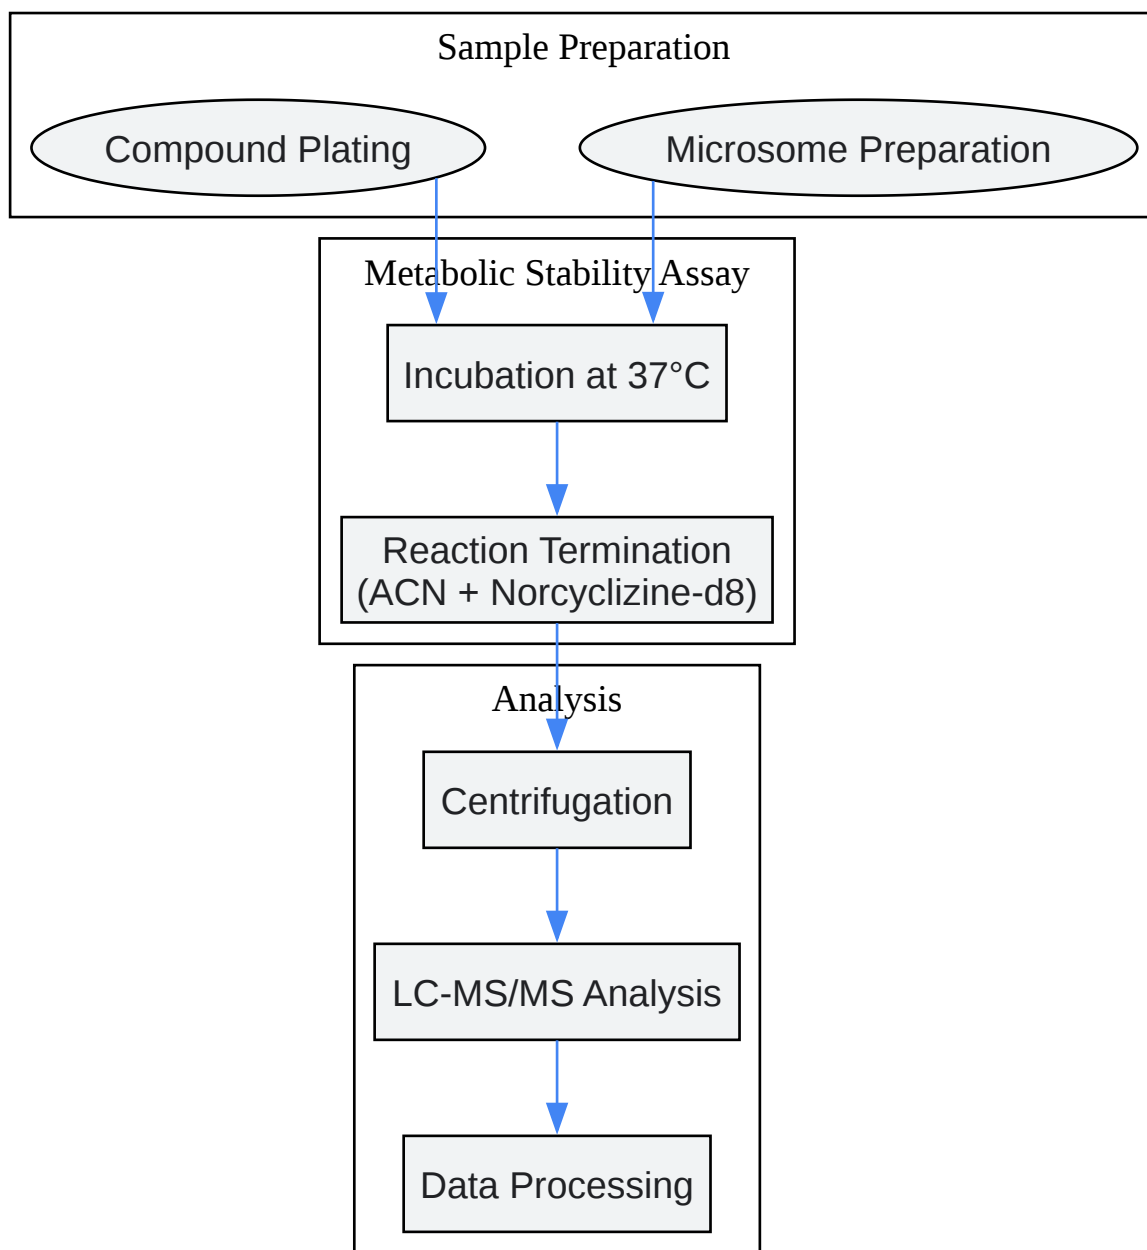 Sample Preparation
Compound Plating
Microsome Preparation
Metabolic Stability Assay
Incubation at 37°C
Reaction Termination
(ACN + Norcyclizine-d8)
Analysis
Centrifugation
LC-MS/MS Analysis
Data Processing